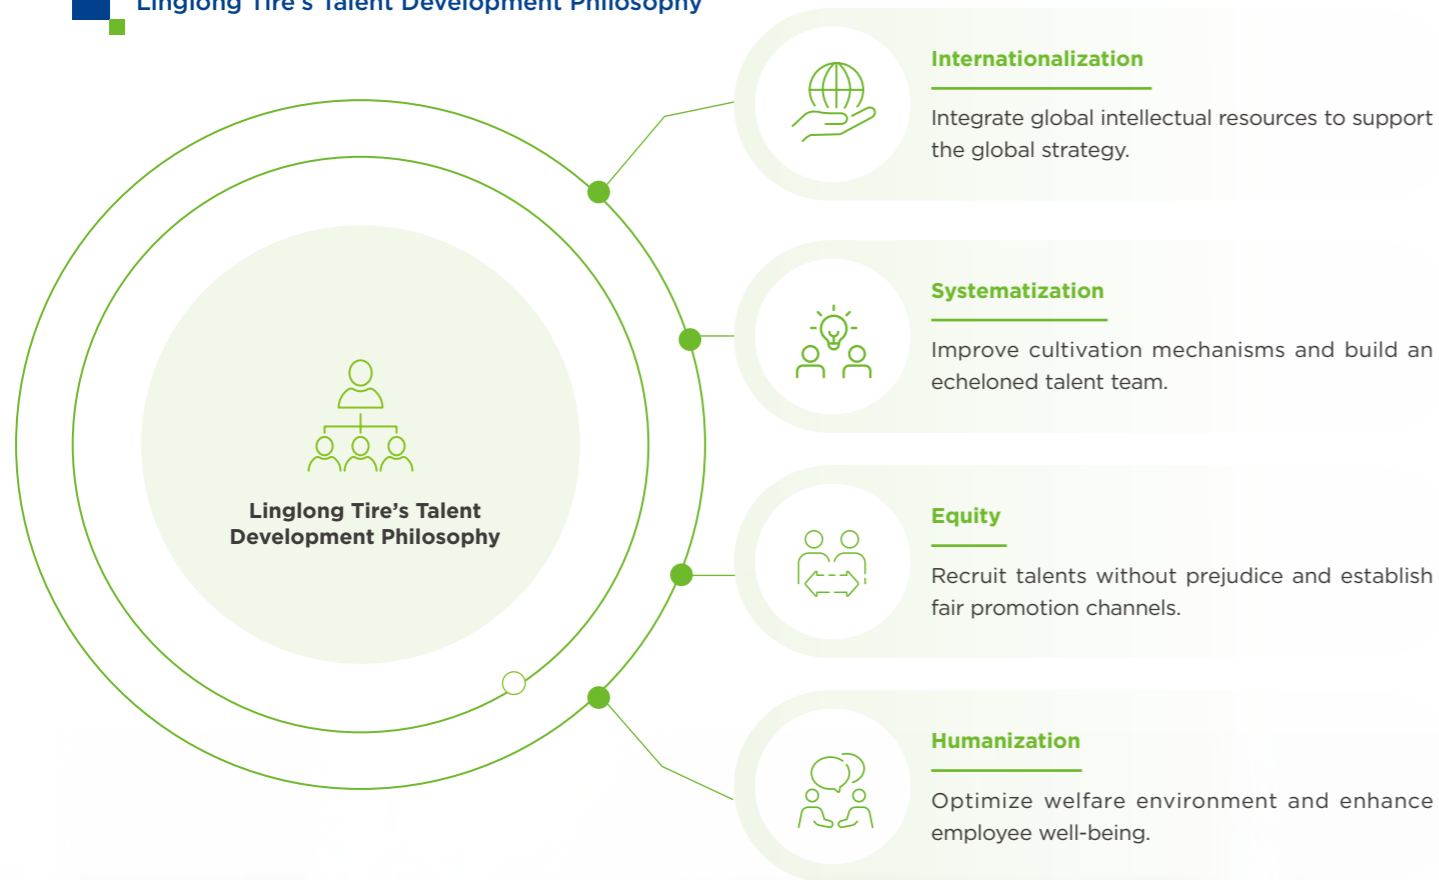 Linglong Tire's Talent Development Philosophy
Internationalization
Integrate global intellectual resources to support
the global strategy.
Systematization
Improve cultivation mechanisms and build an
echeloned talent team.
Linglong Tire’s Talent
Development Philosophy
Equity
Recruit talents without prejudice and establish
fair promotion channels.
Humanization
Optimize welfare environment and enhance
employee well-being.